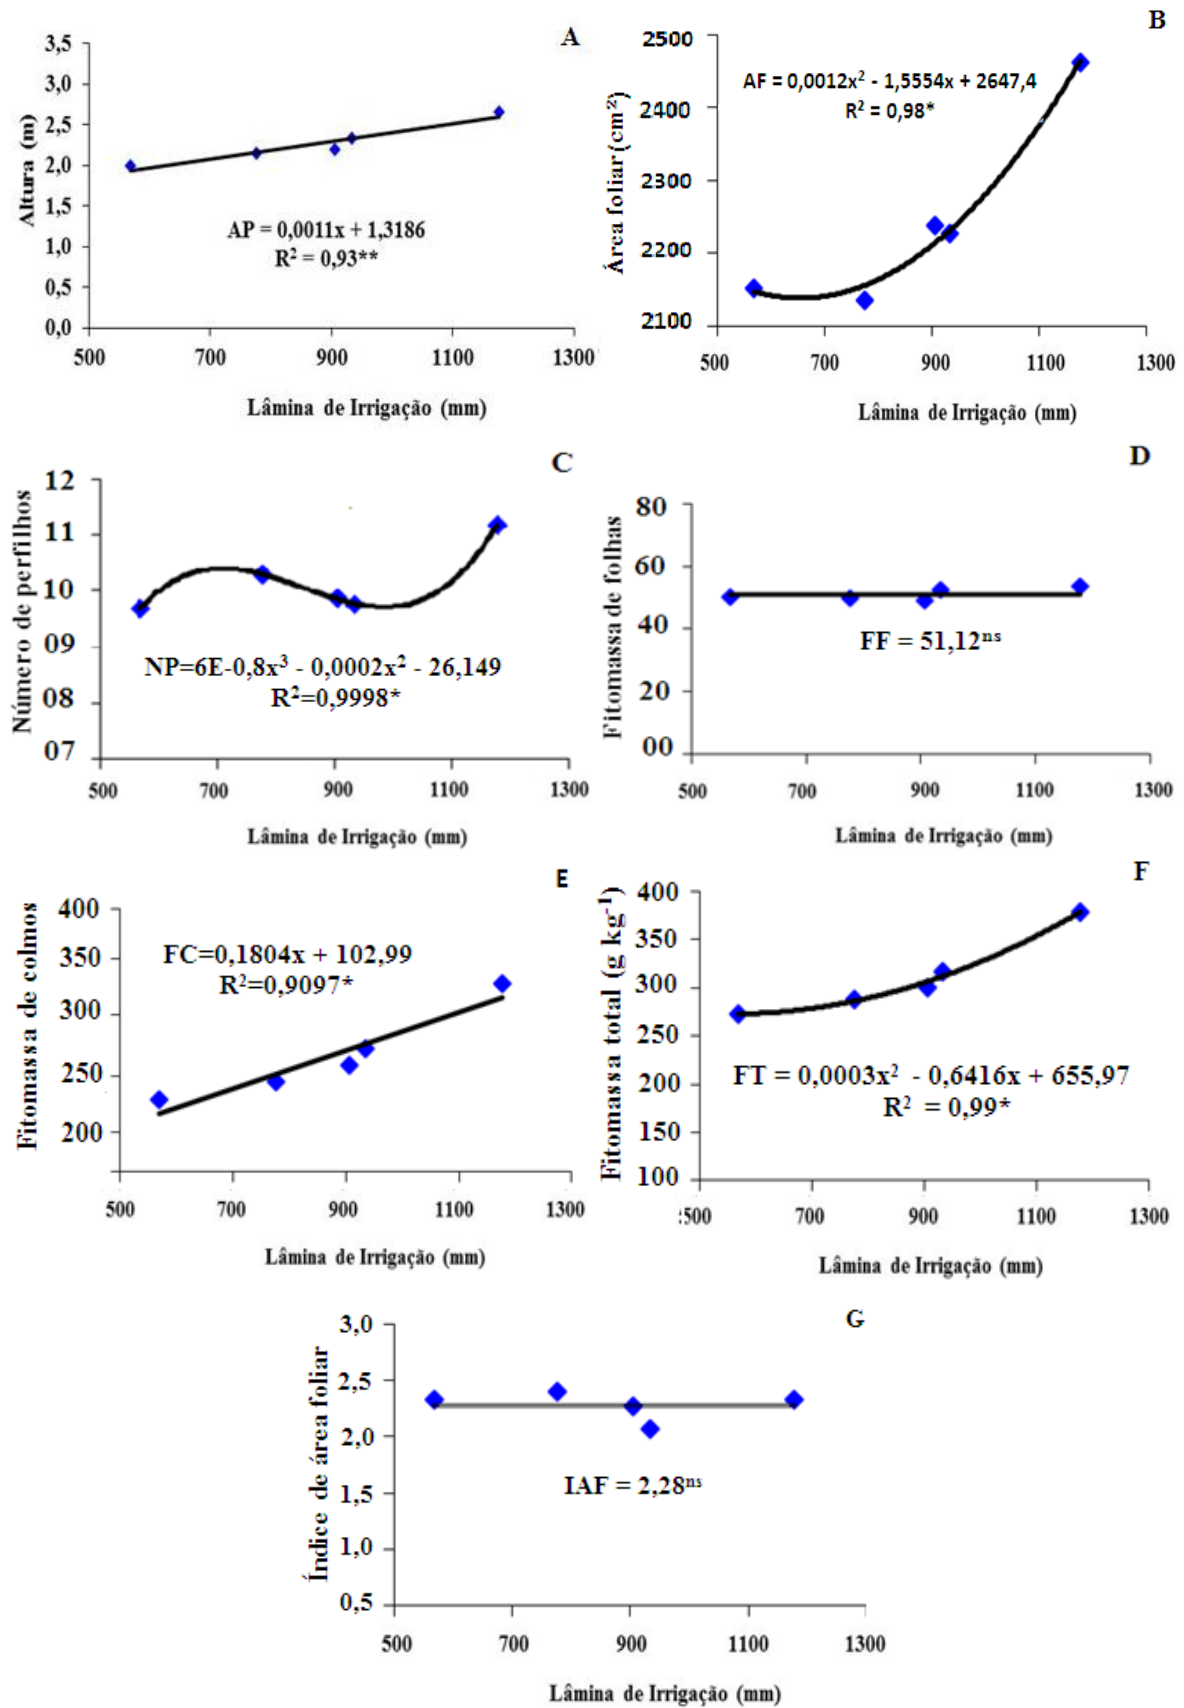 A
Altura (m)
3,5
3,0
2,5
2,0
1,5
1,0
0,5
0,0
AP = 0,0011x + 1,3186
R² = 0,93**
500 700 900 1100 1300
Lâmina de Irrigação (mm)
B
Área foliar (cm²)
2500
2400
2300
2200
2100
AF = 0,0012x² - 1,5554x + 2647,4
R² = 0,98*
500 700 900 1100 1300
Lâmina de Irrigação (mm)
C
Número de perfilhos
12
11
10
09
08
07
NP=6E-0,8x³ - 0,0002x² - 26,149
R²=0,9998*
500 700 900 1100 1300
Lâmina de Irrigação (mm)
D
Fitomassa de folhas
80
60
40
20
00
FF = 51,12ⁿˢ
500 700 900 1100 1300
Lâmina de Irrigação (mm)
E
Fitomassa de colmos
400
350
300
250
200
FC=0,1804x + 102,99
R²=0,9097*
500 700 900 1100 1300
Lâmina de Irrigação (mm)
F
Fitomassa total (g kg⁻¹)
400
350
300
250
200
150
100
FT = 0,0003x² - 0,6416x + 655,97
R² = 0,99*
:500 700 900 1100 1300
Lâmina de Irrigação (mm)
G
Índice de área foliar
3,0
2,5
2,0
1,5
1,0
0,5
IAF = 2,28ⁿˢ
500 700 900 1100 1300
Lâmina de Irrigação (mm)